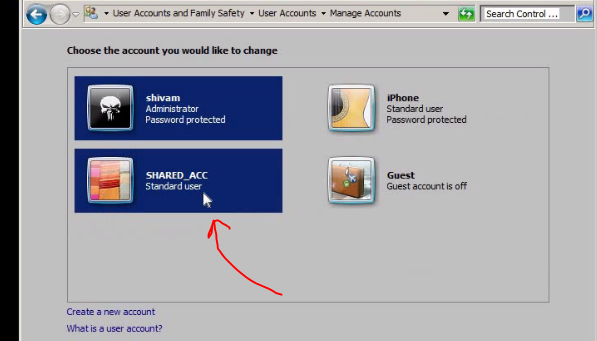 User Accounts and Family Safety User Accounts Manage Accounts Search Control ...
Choose the account you would like to change
shivam
Administrator
Password protected
iPhone
Standard user
Password protected
SHARED_ACC
Standard user
Guest
Guest account is off
Create a new account
What is a user account?